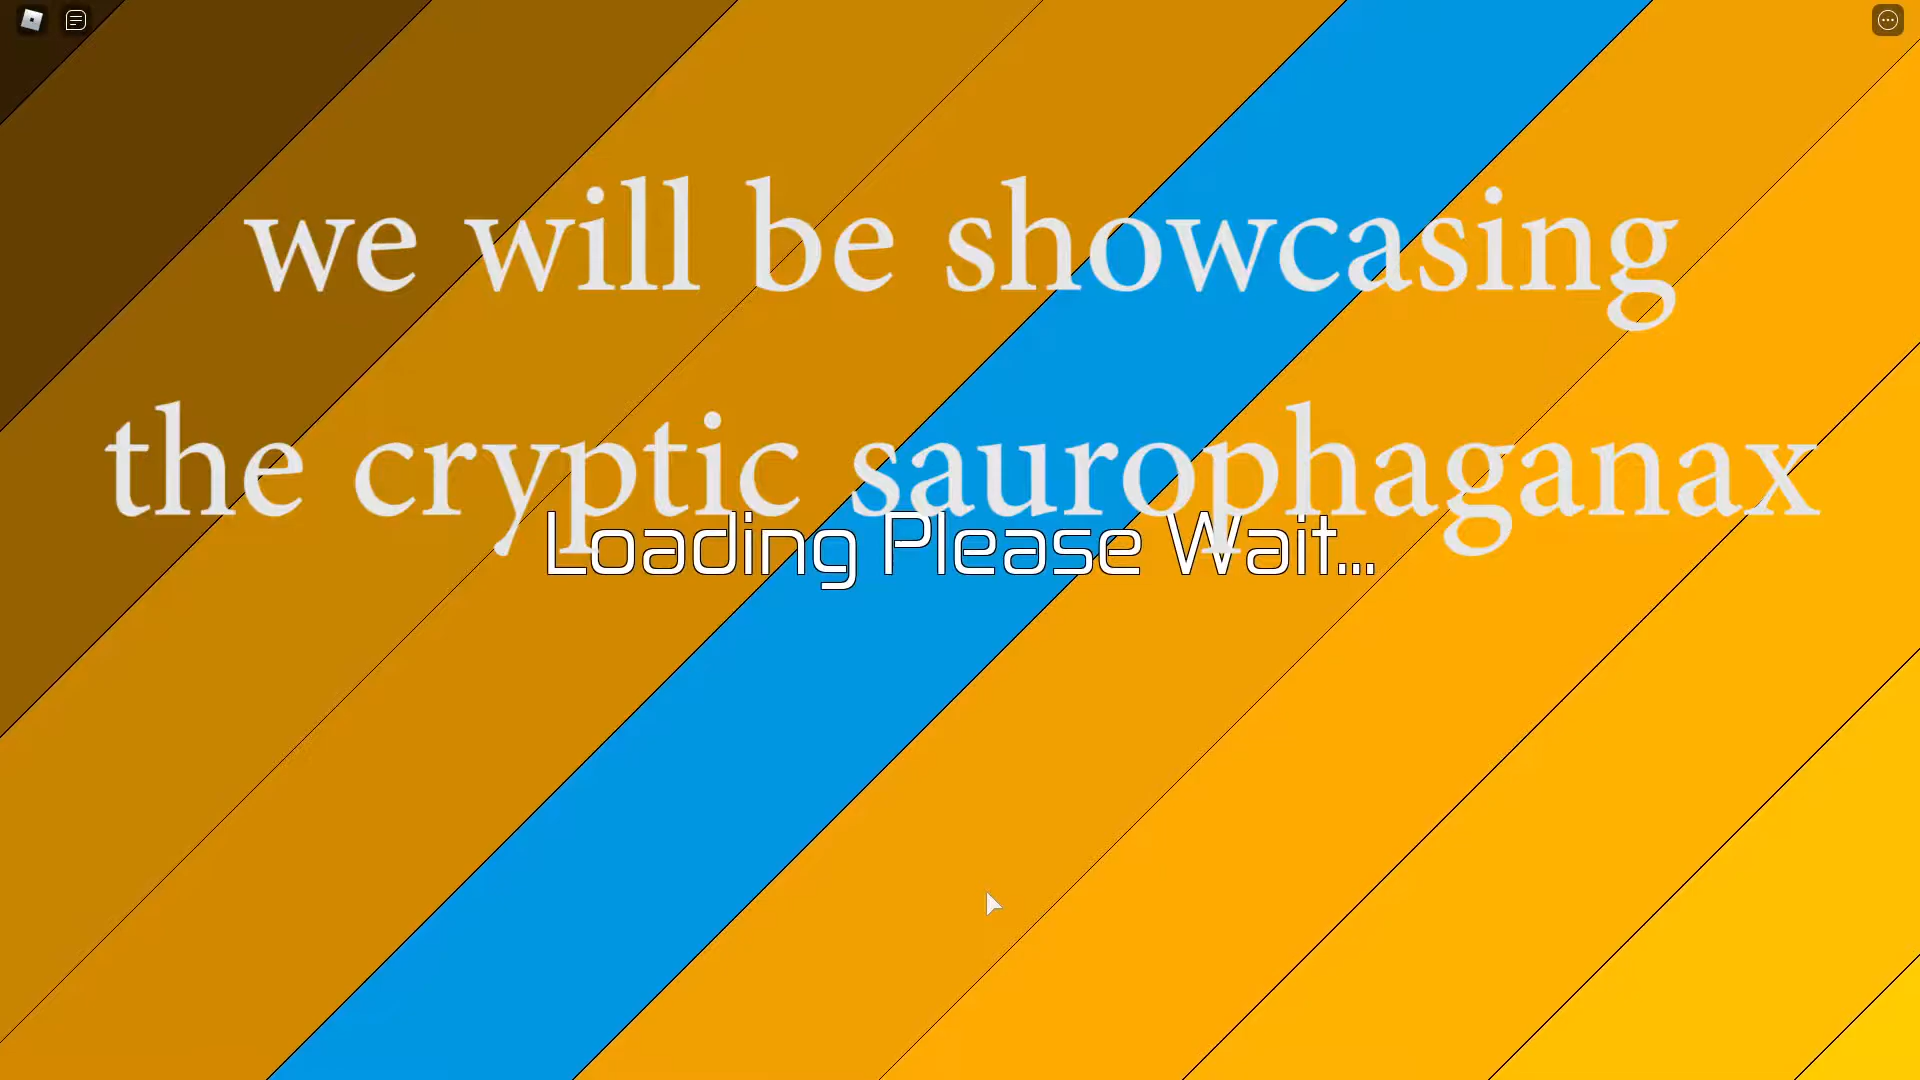 we will be showcasing
the cryptic saurophaganax
Loading Please Wait...